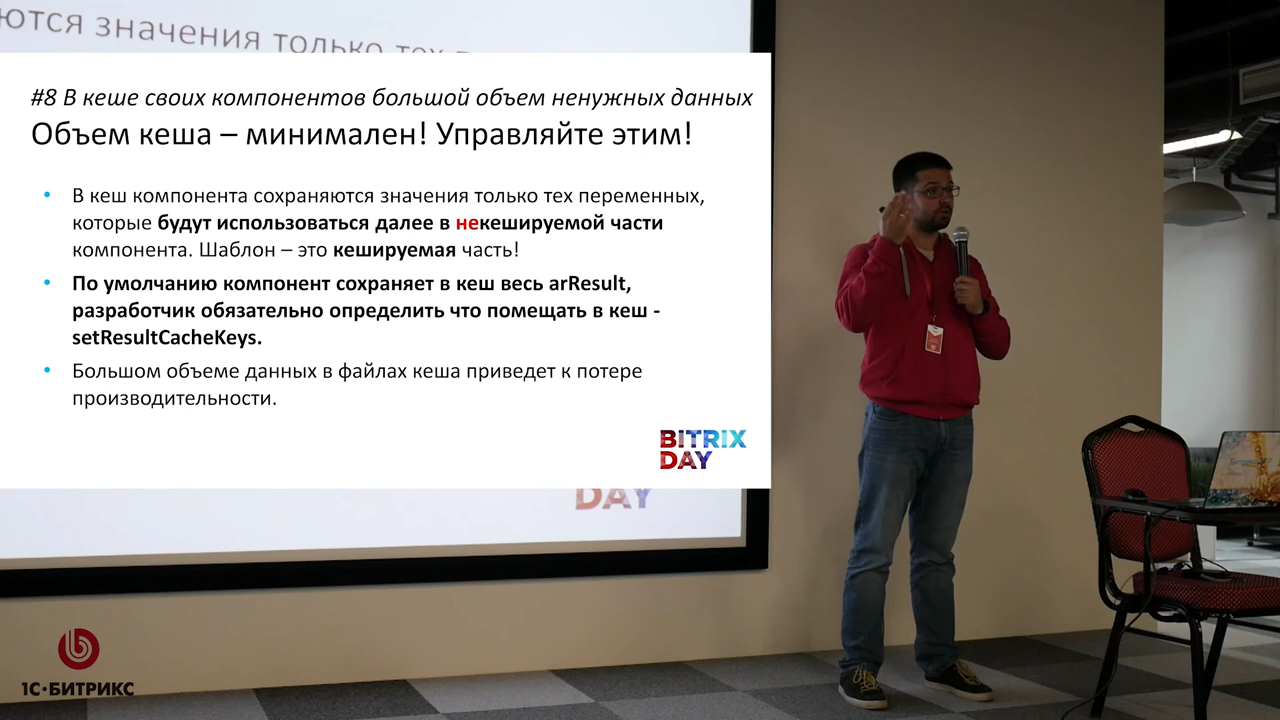 ются значения только тех
#8 В кеше своих компонентов большой объем ненужных данных
Объем кеша – минимален! Управляйте этим!
• В кеш компонента сохраняются значения только тех переменных,
которые будут использоваться далее в некешируемой части
компонента. Шаблон – это кешируемая часть!
• По умолчанию компонент сохраняет в кеш весь arResult,
разработчик обязательно определить что помещать в кеш -
setResultCacheKeys.
• Большом объеме данных в файлах кеша приведет к потере
производительности.
BITRIX
DAY
DAY
1С·БИТРИКС